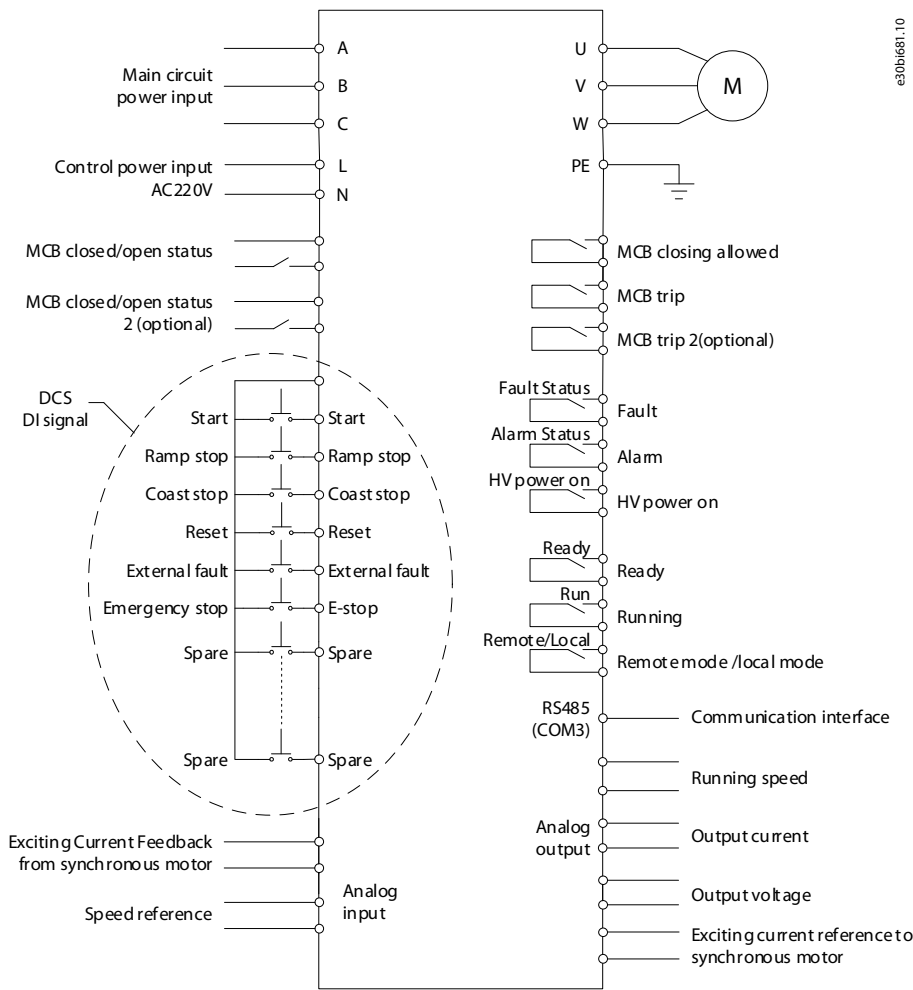 e30bi681.10
A
Main circuit
power input
B
C
Control power input
AC220V
L
N
MCB closed/open status
MCB closed/open status
2 (optional)
DCS
DI signal
Start
Start
Ramp stop
Ramp stop
Coast stop
Coast stop
Reset
Reset
External fault
External fault
Emergency stop
E-stop
Spare
Spare
Spare
Spare
Exciting Current Feedback
from synchronous motor
Analog
input
Speed reference
U
V
W
M
PE
MCB closing allowed
MCB trip
MCB trip 2(optional)
Fault Status
Fault
Alarm Status
Alarm
HV power on
HV power on
Ready
Ready
Run
Running
Remote/Local
Remote mode /local mode
RS485
(COM3)
Communication interface
Running speed
Analog
output
Output current
Output voltage
Exciting current reference to
synchronous motor